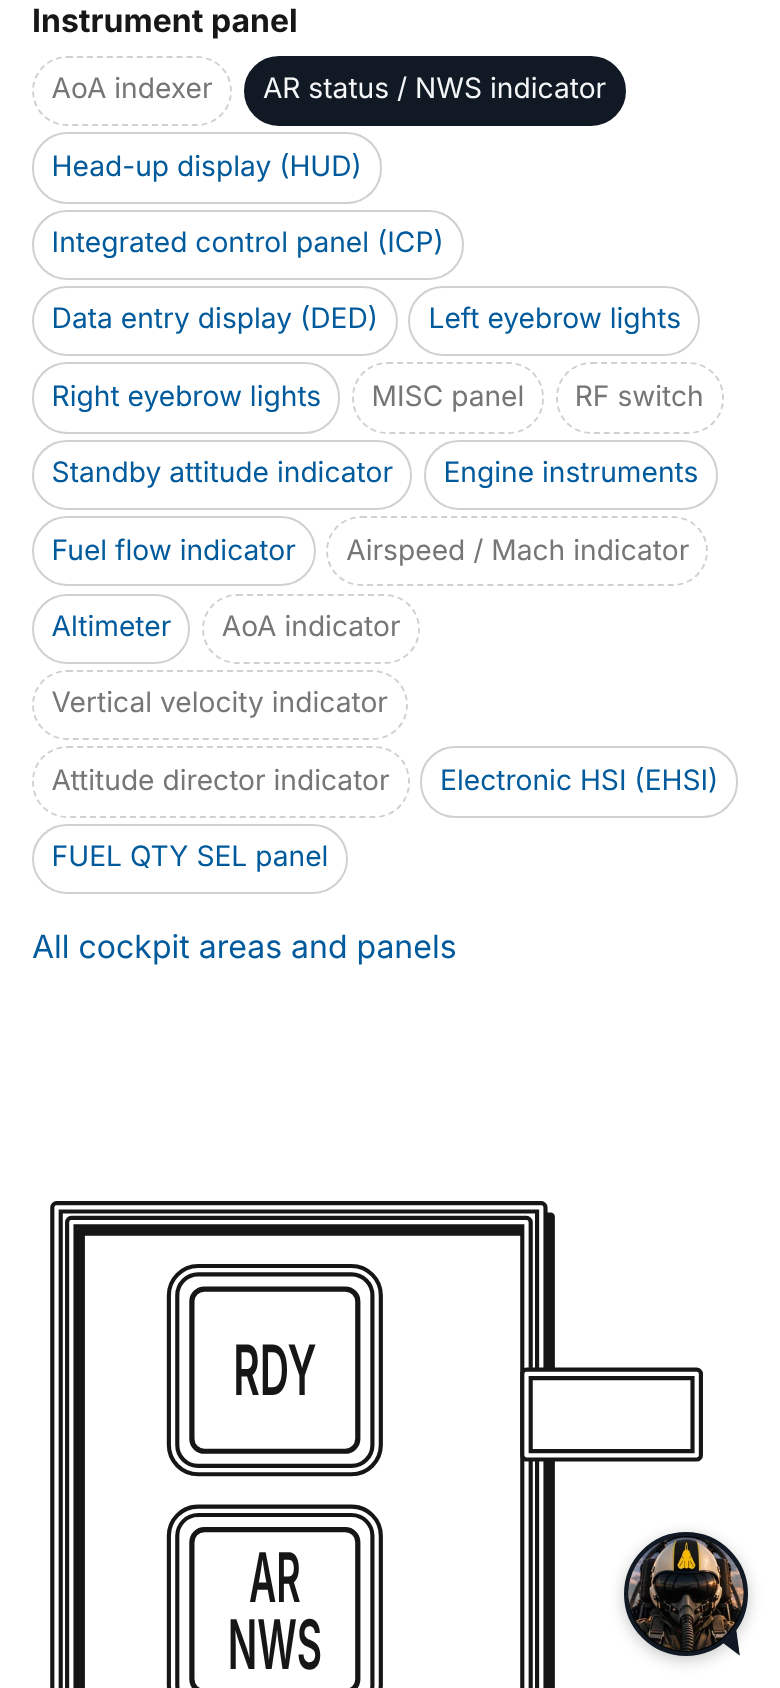 Instrument panel
AoA indexer AR status / NWS indicator
Head-up display (HUD)
Integrated control panel (ICP)
Data entry display (DED) Left eyebrow lights
Right eyebrow lights MISC panel RF switch
Standby attitude indicator Engine instruments
Fuel flow indicator Airspeed / Mach indicator
Altimeter AoA indicator
Vertical velocity indicator
Attitude director indicator Electronic HSI (EHSI)
FUEL QTY SEL panel
All cockpit areas and panels
RDY
AR
NWS